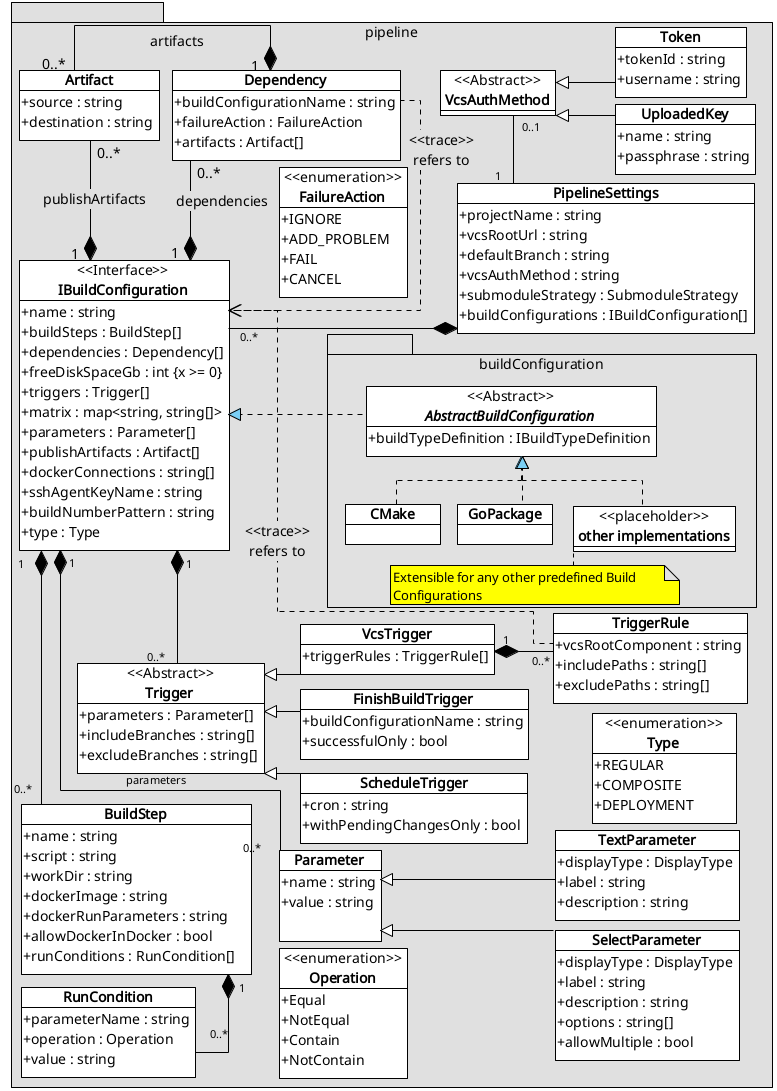 pipeline
artifacts
0..*
1
Artifact
+source : string
+destination : string
Dependency
+buildConfigurationName : string
+failureAction : FailureAction
+artifacts : Artifact[]
<<Abstract>>
VcsAuthMethod
Token
+tokenId : string
+username : string
UploadedKey
+name : string
+passphrase : string
0..1
1
0..*
publishArtifacts
1
0..*
dependencies
1
<<trace>>
refers to
<<enumeration>>
FailureAction
+IGNORE
+ADD_PROBLEM
+FAIL
+CANCEL
PipelineSettings
+projectName : string
+vcsRootUrl : string
+defaultBranch : string
+vcsAuthMethod : string
+submoduleStrategy : SubmoduleStrategy
+buildConfigurations : IBuildConfiguration[]
0..*
<<Interface>>
IBuildConfiguration
+name : string
+buildSteps : BuildStep[]
+dependencies : Dependency[]
+freeDiskSpaceGb : int {x >= 0}
+triggers : Trigger[]
+matrix : map<string, string[]>
+parameters : Parameter[]
+publishArtifacts : Artifact[]
+dockerConnections : string[]
+sshAgentKeyName : string
+buildNumberPattern : string
+type : Type
buildConfiguration
<<Abstract>>
AbstractBuildConfiguration
+buildTypeDefinition : IBuildTypeDefinition
CMake
GoPackage
<<placeholder>>
other implementations
Extensible for any other predefined Build
Configurations
<<trace>>
refers to
1
1
1
0..*
<<Abstract>>
Trigger
+parameters : Parameter[]
+includeBranches : string[]
+excludeBranches : string[]
VcsTrigger
+triggerRules : TriggerRule[]
1
0..*
TriggerRule
+vcsRootComponent : string
+includePaths : string[]
+excludePaths : string[]
FinishBuildTrigger
+buildConfigurationName : string
+successfulOnly : bool
<<enumeration>>
Type
+REGULAR
+COMPOSITE
+DEPLOYMENT
ScheduleTrigger
+cron : string
+withPendingChangesOnly : bool
parameters
0..*
0..*
BuildStep
+name : string
+script : string
+workDir : string
+dockerImage : string
+dockerRunParameters : string
+allowDockerInDocker : bool
+runConditions : RunCondition[]
Parameter
+name : string
+value : string
TextParameter
+displayType : DisplayType
+label : string
+description : string
SelectParameter
+displayType : DisplayType
+label : string
+description : string
+options : string[]
+allowMultiple : bool
<<enumeration>>
Operation
+Equal
+NotEqual
+Contain
+NotContain
1
0..*
RunCondition
+parameterName : string
+operation : Operation
+value : string